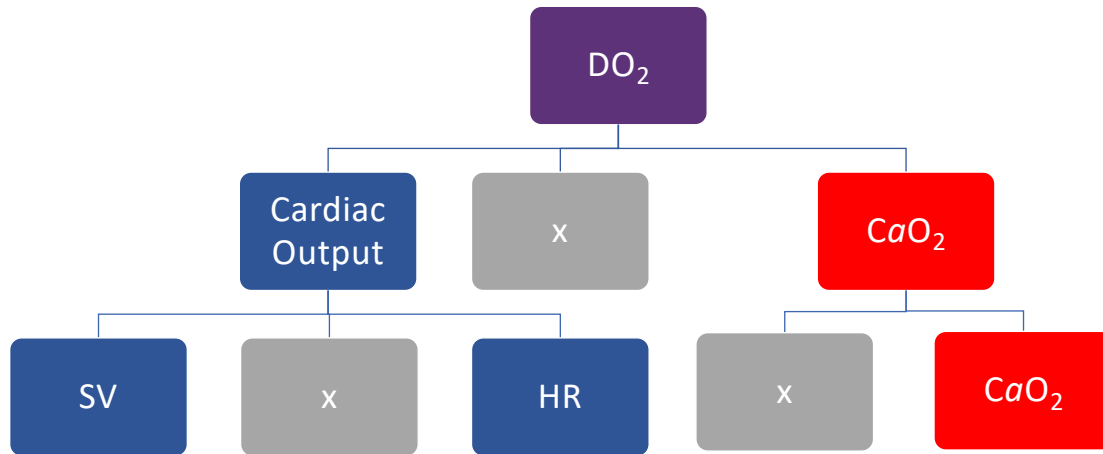 DO₂
Cardiac
Output
x
CaO₂
SV
x
HR
x
CaO₂